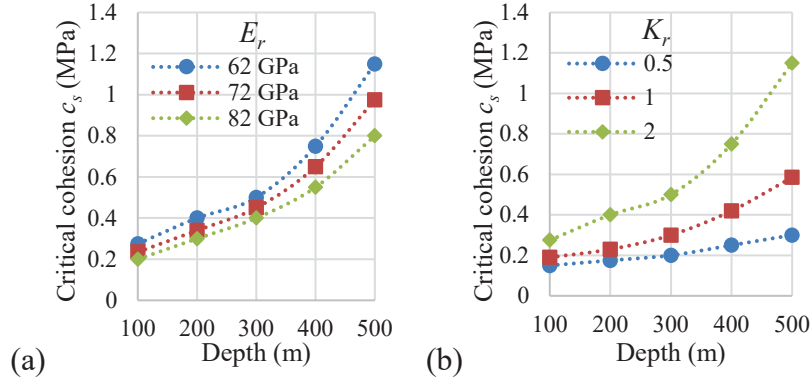 Critical cohesion c_s (MPa)
1.4
1.2
1
0.8
0.6
0.4
0.2
0
E_r
62 GPa
72 GPa
82 GPa
100 200 300 400 500
Depth (m)
(a)
Critical cohesion c_s (MPa)
1.4
1.2
1
0.8
0.6
0.4
0.2
0
K_r
0.5
1
2
100 200 300 400 500
Depth (m)
(b)